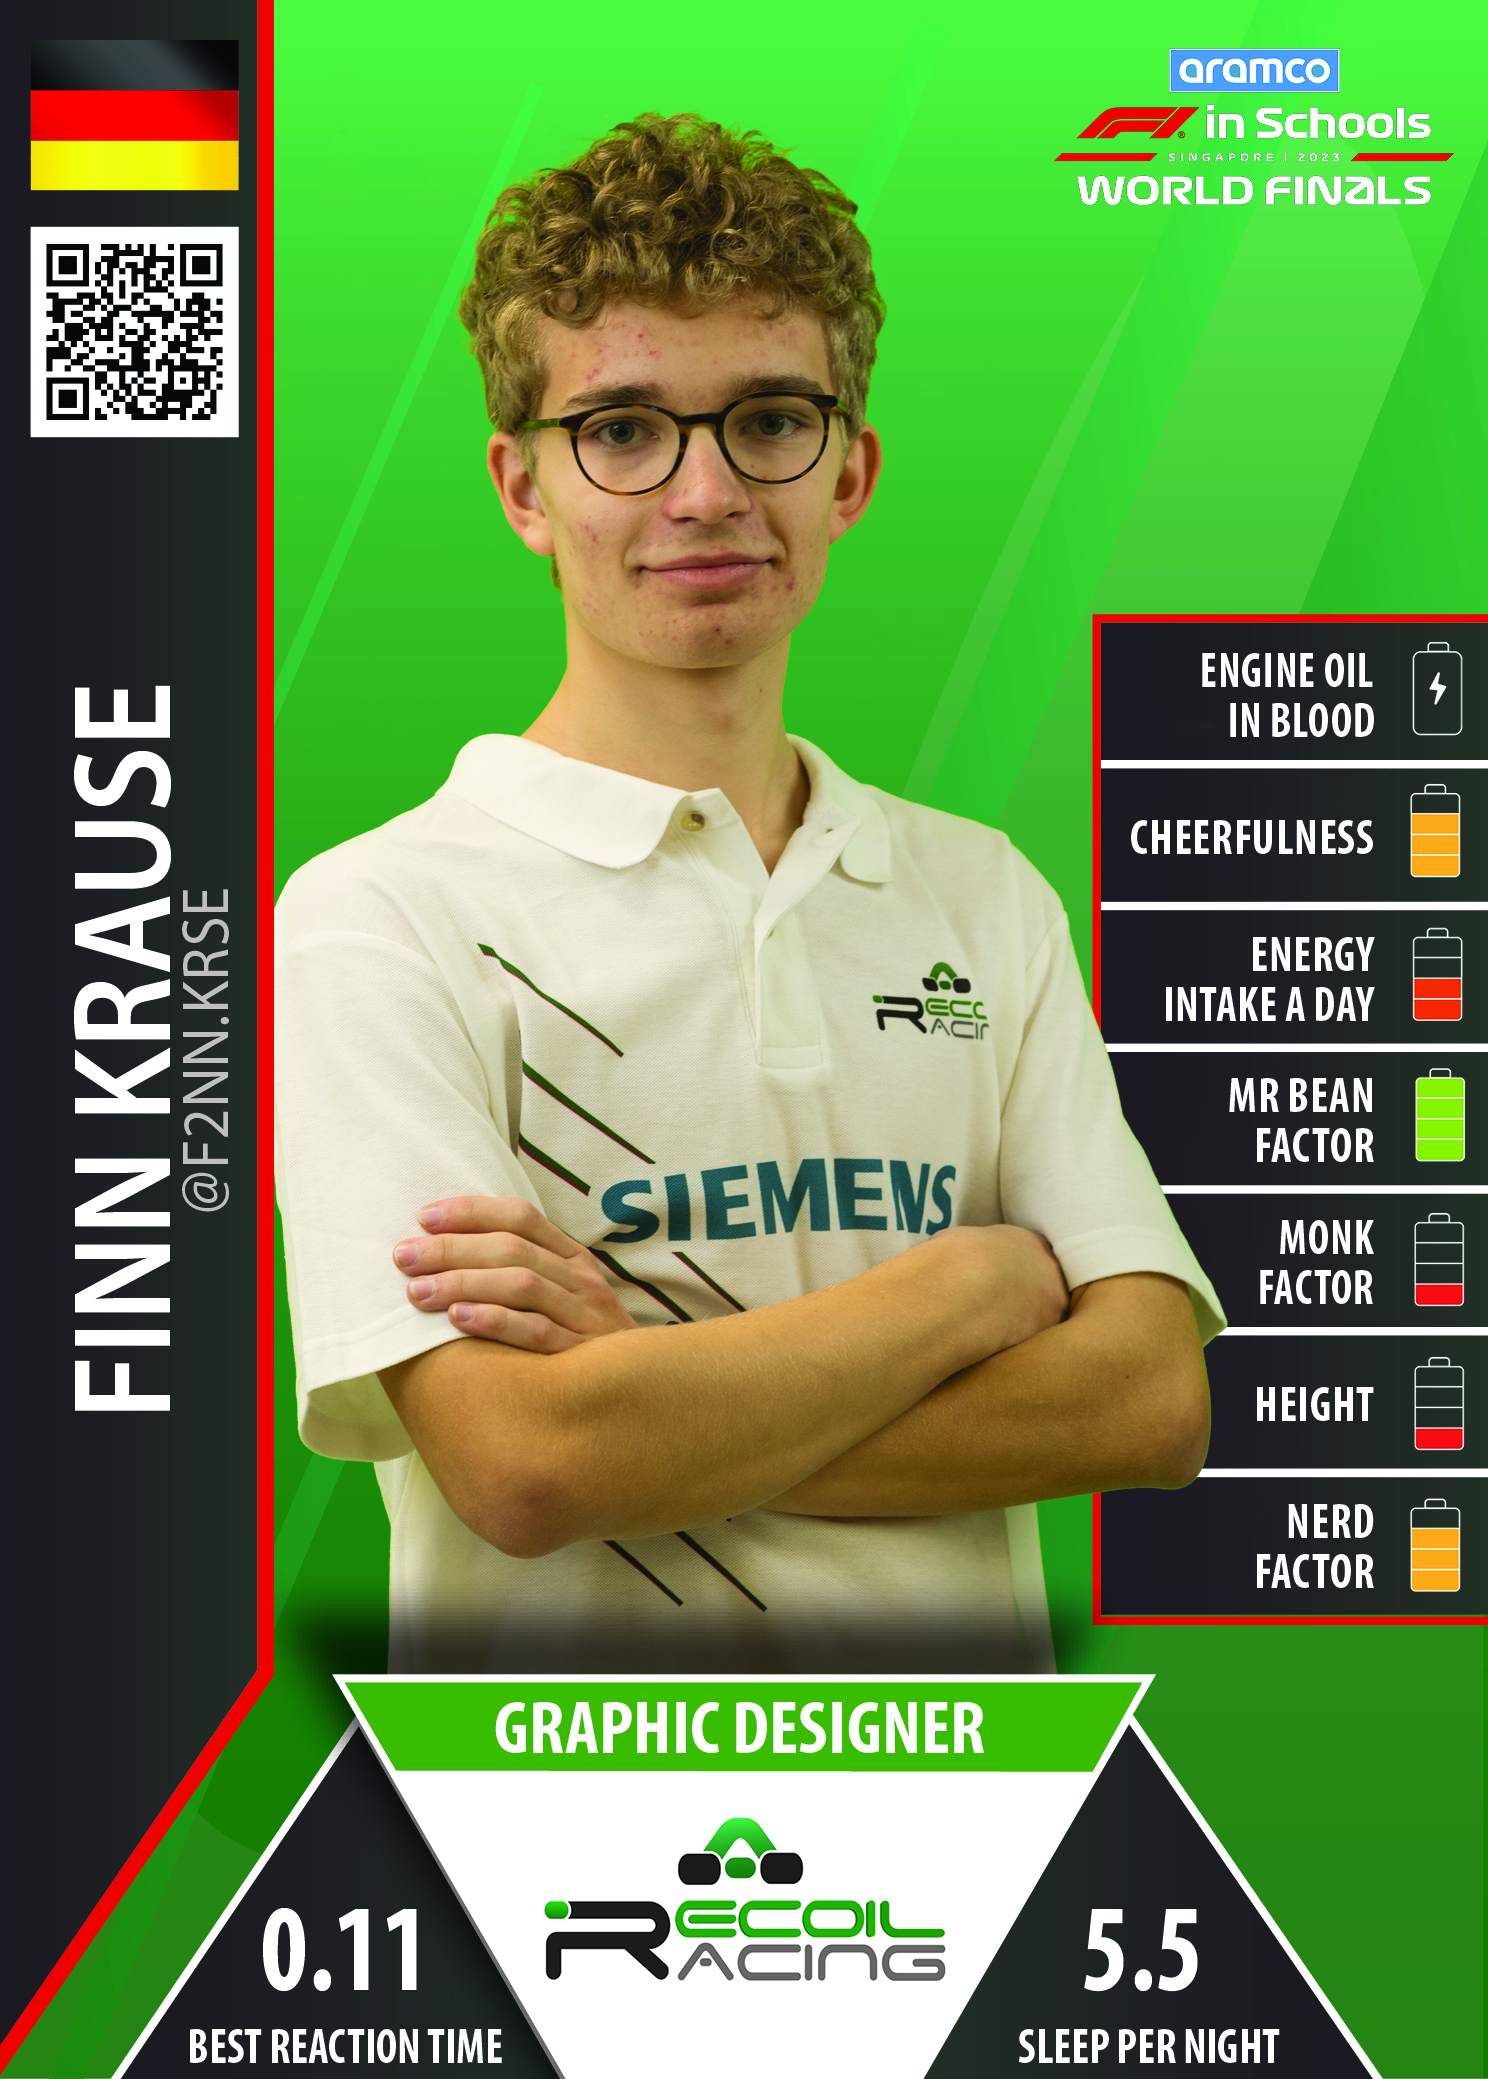 aramco
F1® in Schools
SINGAPORE | 2023
WORLD FINALS
FINN KRAUSE
@F2NN.KRSE
ENGINE OIL
IN BLOOD
CHEERFULNESS
ENERGY
INTAKE A DAY
MR BEAN
FACTOR
MONK
FACTOR
HEIGHT
NERD
FACTOR
RECO
RACIN
SIEMENS
GRAPHIC DESIGNER
RECOIL
RACING
0.11
BEST REACTION TIME
5.5
SLEEP PER NIGHT